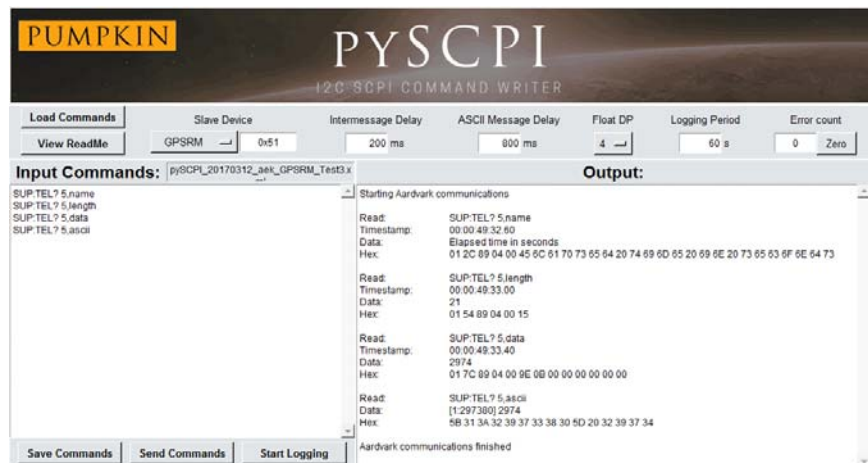 PUMPKIN
PYSCPI
I2C SCPI COMMAND WRITER
Load Commands
Slave Device
Intermessage Delay
ASCII Message Delay
Float DP
Logging Period
Error count
View ReadMe
GPSRM
0x51
200 ms
800 ms
4
60 s
0
Zero
Input Commands: pySCPI_20170312_aek_GPSRM_Test3.x
Output:
SUP:TEL? 5,name
SUP:TEL? 5,length
SUP:TEL? 5,data
SUP:TEL? 5,ascii
Starting Aardvark communications
Read: SUP:TEL? 5,name
Timestamp: 00:00:49:32.60
Data: Elapsed time in seconds
Hex: 01 2C 89 04 00 45 6C 61 70 73 65 64 20 74 69 6D 65 20 69 6E 20 73 65 63 6F 6E 64 73
Read: SUP:TEL? 5,length
Timestamp: 00:00:49:33.00
Data: 21
Hex: 01 54 89 04 00 15
Read: SUP:TEL? 5,data
Timestamp: 00:00:49:33.40
Data: 2974
Hex: 01 7C 89 04 00 9E 0B 00 00 00 00 00 00
Read: SUP:TEL? 5,ascii
Data: [1:297380] 2974
Hex: 5B 31 3A 32 39 37 33 38 30 5D 20 32 39 37 34
Aardvark communications finished
Save Commands
Send Commands
Start Logging